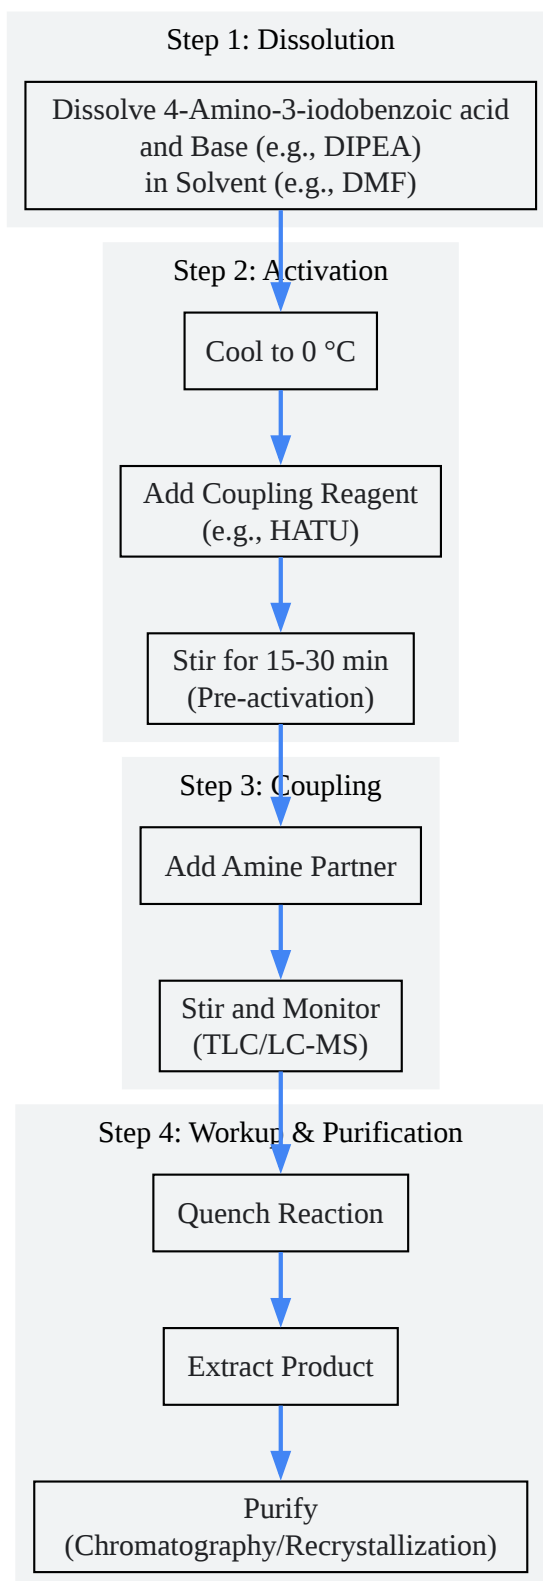 Step 1: Dissolution
Dissolve 4-Amino-3-iodobenzoic acid
and Base (e.g., DIPEA)
in Solvent (e.g., DMF)
Step 2: Activation
Cool to 0 °C
Add Coupling Reagent
(e.g., HATU)
Stir for 15-30 min
(Pre-activation)
Step 3: Coupling
Add Amine Partner
Stir and Monitor
(TLC/LC-MS)
Step 4: Workup & Purification
Quench Reaction
Extract Product
Purify
(Chromatography/Recrystallization)